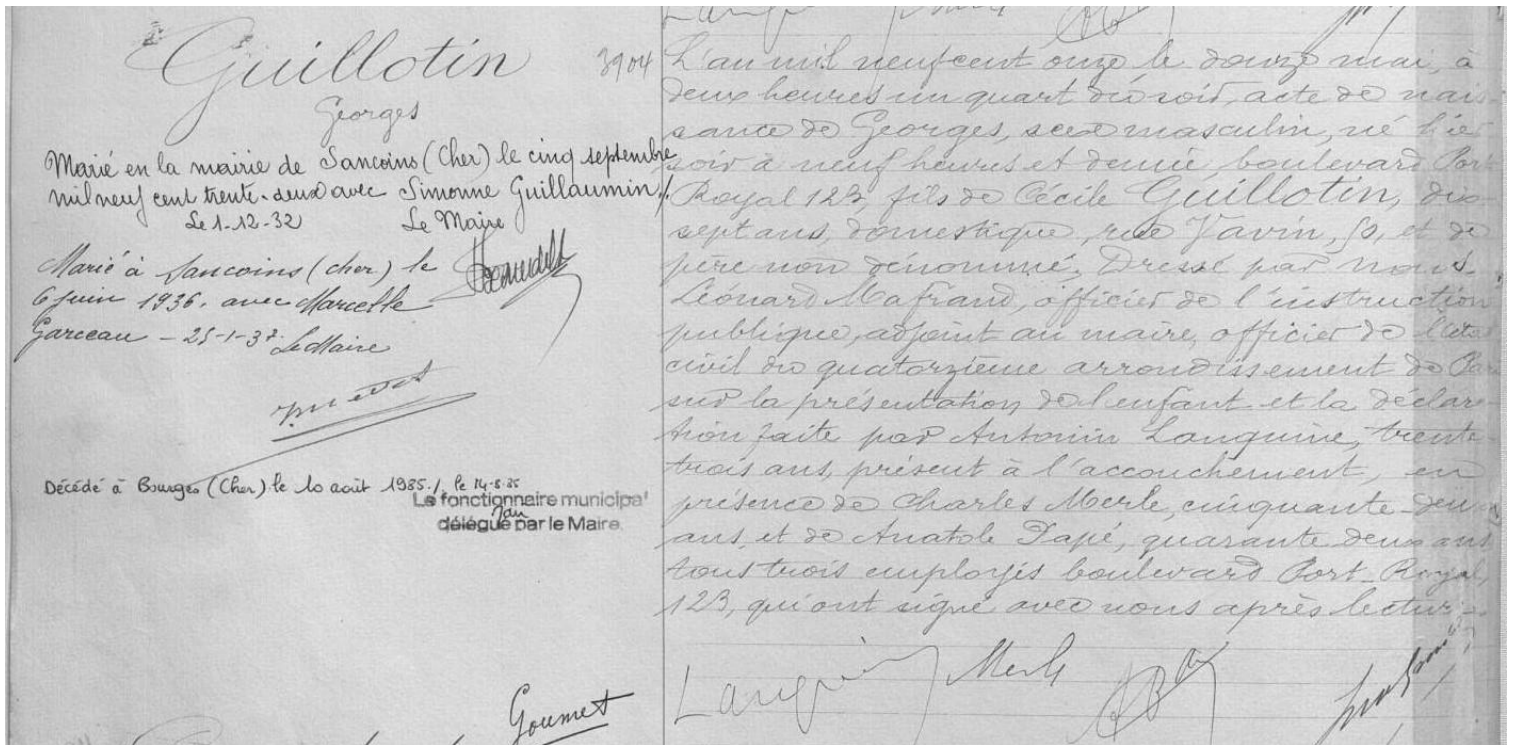 Guillotin
3904
Georges
Marié en la mairie de Sancoins (Cher) le cinq septembre
mil neuf cent trente-deux avec Simonne Guillaumin ./.
Le 1-12-32 Le Maire
Marié à Sancoins (cher) le
6 juin 1936. avec Marcelle
Garceau - 25-1-37. Le Maire
Décédé à Bourges (Cher) le 10 août 1985./. le 14-8-85
Le fonctionnaire municipal
délégué par le Maire.
Goumet
L'an mil neuf cent onze le douze mai, à
deux heures un quart du soir, acte de nais-
sance de Georges, sexe masculin, né hier
soir à neuf heures et demie, boulevard Port
Royal 123, fils de Cécile Guillotin, dix-
sept ans, domestique, rue Vavin, 50, et de
père non dénommé. Dressé par Nous
Léonard Mafrand, officier de l'instruction
publique, adjoint au maire, officier de l'état
civil du quatorzième arrondissement de Par
sur la présentation de l'enfant et la déclara-
tion faite par Antonin Languine, trente-
trois ans, présent à l'accouchement, en
présence de Charles Merle, cinquante-deux
ans, et de Anatole Papé, quarante deux ans
tous trois employés boulevard Port-Royal,
123, qui ont signé avec nous après lecture.
Merle